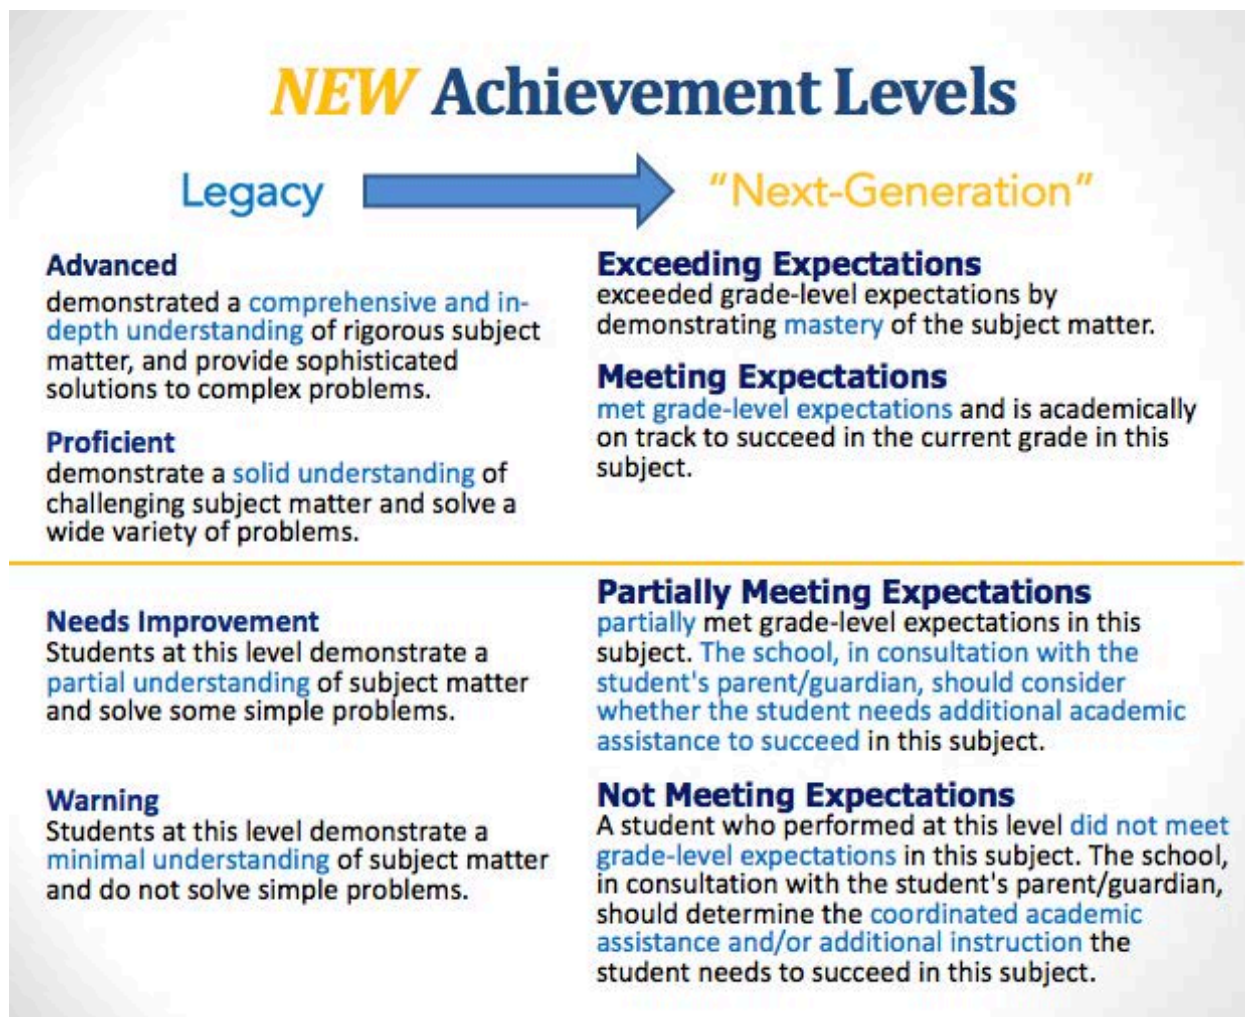 NEW Achievement Levels
Legacy
"Next-Generation"
Advanced
demonstrated a comprehensive and in-
depth understanding of rigorous subject
matter, and provide sophisticated
solutions to complex problems.
Proficient
demonstrate a solid understanding of
challenging subject matter and solve a
wide variety of problems.
Exceeding Expectations
exceeded grade-level expectations by
demonstrating mastery of the subject matter.
Meeting Expectations
met grade-level expectations and is academically
on track to succeed in the current grade in this
subject.
Needs Improvement
Students at this level demonstrate a
partial understanding of subject matter
and solve some simple problems.
Warning
Students at this level demonstrate a
minimal understanding of subject matter
and do not solve simple problems.
Partially Meeting Expectations
partially met grade-level expectations in this
subject. The school, in consultation with the
student's parent/guardian, should consider
whether the student needs additional academic
assistance to succeed in this subject.
Not Meeting Expectations
A student who performed at this level did not meet
grade-level expectations in this subject. The school,
in consultation with the student's parent/guardian,
should determine the coordinated academic
assistance and/or additional instruction the
student needs to succeed in this subject.